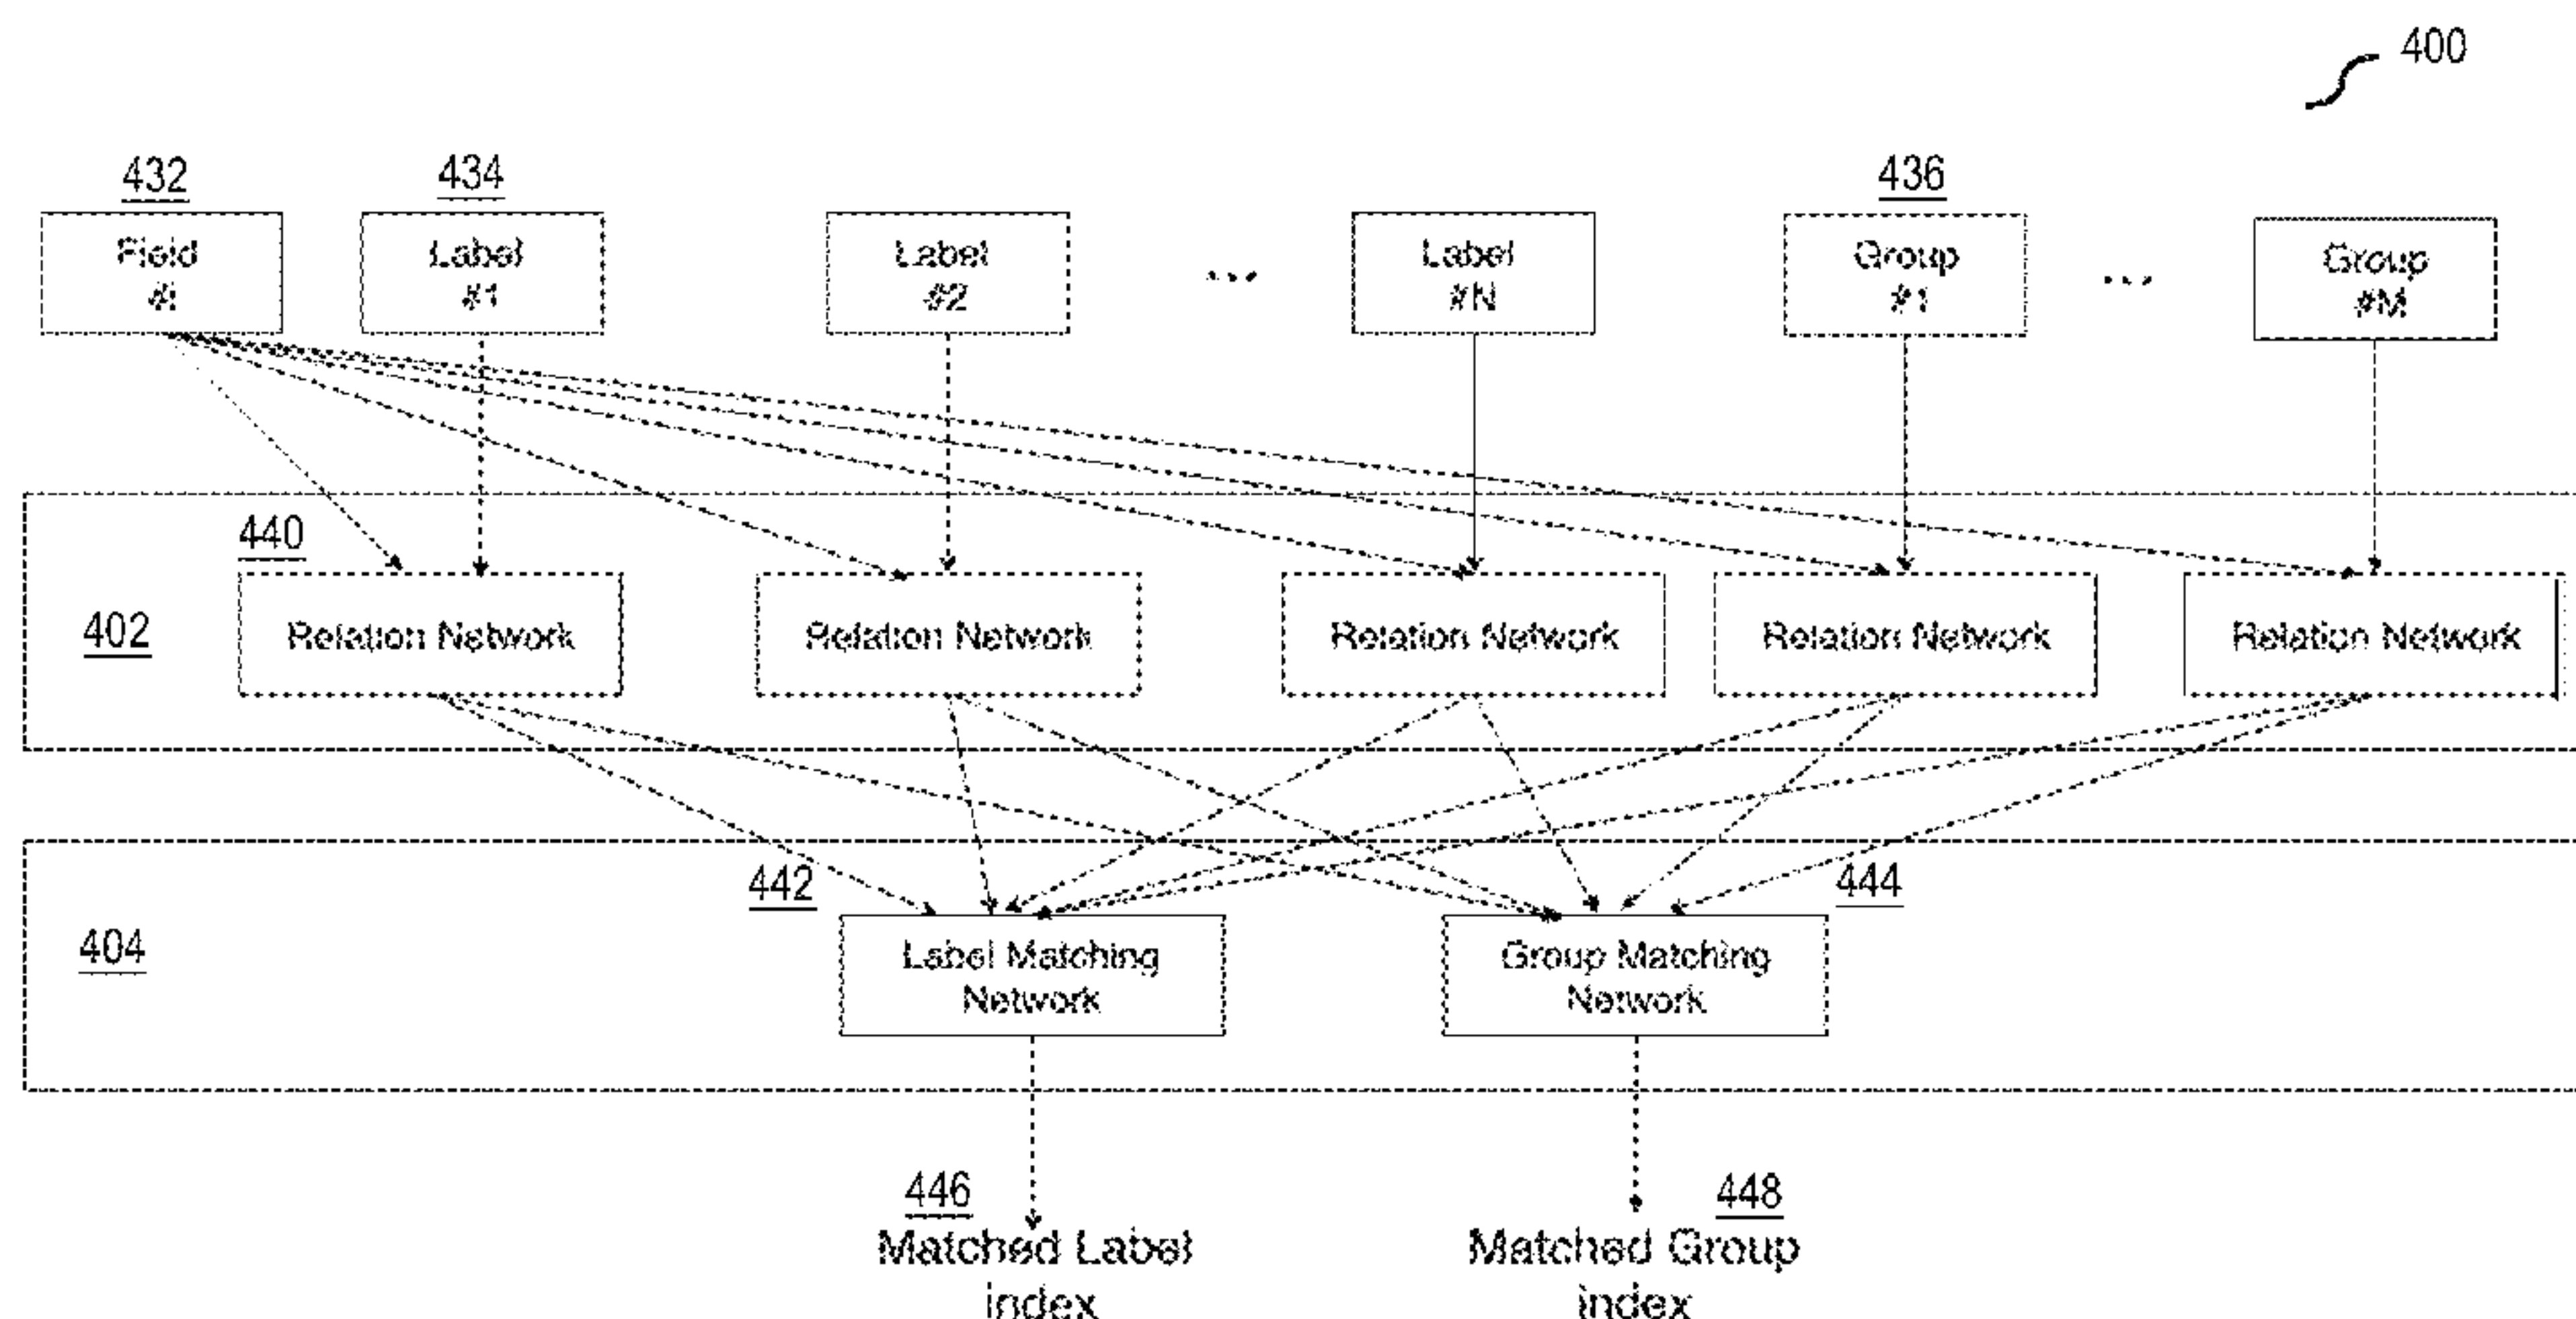 400
432
434
436
Field
#i
Label
#1
Label
#2
...
Label
#N
Group
#1
...
Group
#M
440
402
Relation Network
Relation Network
Relation Network
Relation Network
Relation Network
442
444
404
Label Matching
Network
Group Matching
Network
446
448
Matched Label
index
Matched Group
index